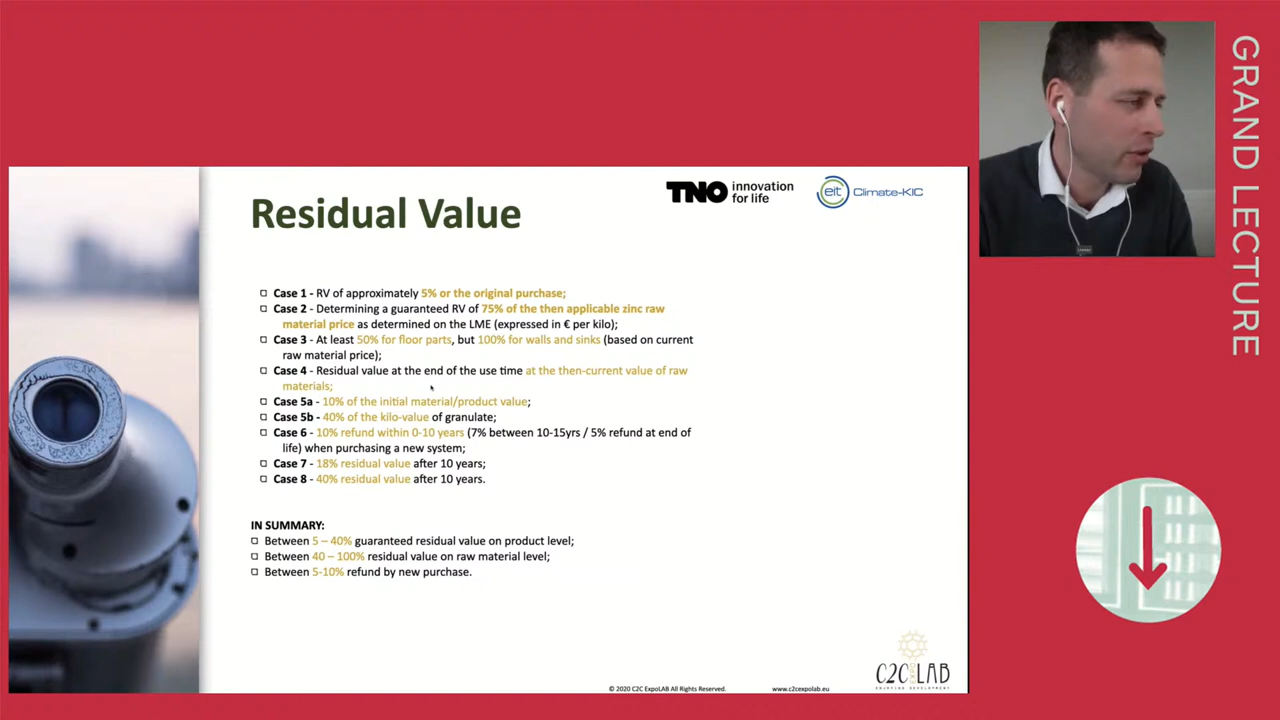 GRAND LECTURE
TNO innovation
for life
eit Climate-KIC
Residual Value
Case 1 - RV of approximately 5% or the original purchase;
Case 2 - Determining a guaranteed RV of 75% of the then applicable zinc raw
material price as determined on the LME (expressed in € per kilo);
Case 3 - At least 50% for floor parts, but 100% for walls and sinks (based on current
raw material price);
Case 4 - Residual value at the end of the use time at the then-current value of raw
materials;
Case 5a - 10% of the initial material/product value;
Case 5b - 40% of the kilo-value of granulate;
Case 6 - 10% refund within 0-10 years (7% between 10-15yrs / 5% refund at end of
life) when purchasing a new system;
Case 7 - 18% residual value after 10 years;
Case 8 - 40% residual value after 10 years.
IN SUMMARY:
Between 5 – 40% guaranteed residual value on product level;
Between 40 – 100% residual value on raw material level;
Between 5-10% refund by new purchase.
C2C EXPO LAB
ENJOYING DEVELOPMENT
© 2020 C2C ExpoLAB All Rights Reserved.
www.c2cexpolab.eu